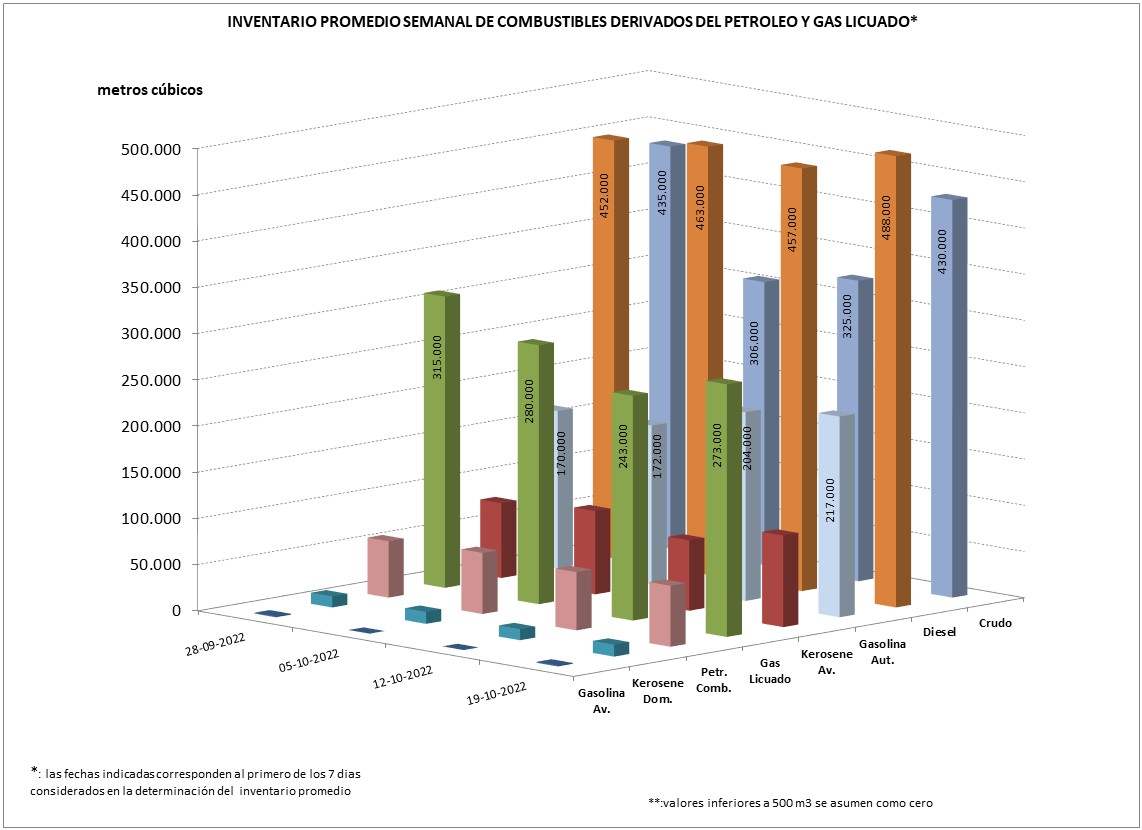 INVENTARIO PROMEDIO SEMANAL DE COMBUSTIBLES DERIVADOS DEL PETROLEO Y GAS LICUADO*
metros cúbicos
500.000
450.000
400.000
350.000
300.000
250.000
200.000
150.000
100.000
50.000
0
452.000
435.000
463.000
457.000
488.000
430.000
315.000
280.000
170.000
243.000
172.000
273.000
204.000
306.000
325.000
217.000
28-09-2022
05-10-2022
12-10-2022
19-10-2022
Gasolina
Av.
Kerosene
Dom.
Petr.
Comb.
Gas
Licuado
Kerosene
Av.
Gasolina
Aut.
Diesel
Crudo
*: las fechas indicadas corresponden al primero de los 7 dias
considerados en la determinación del inventario promedio
**:valores inferiores a 500 m3 se asumen como cero